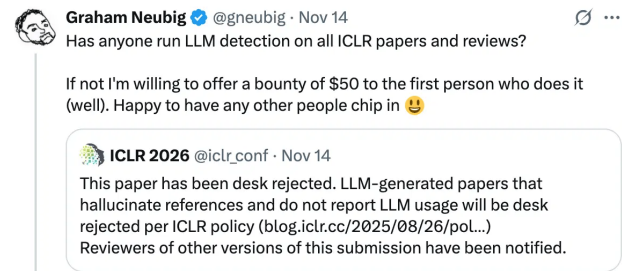 Graham Neubig @gneubig · Nov 14
Has anyone run LLM detection on all ICLR papers and reviews?
If not I'm willing to offer a bounty of $50 to the first person who does it
(well). Happy to have any other people chip in 😃
ICLR 2026 @iclr_conf · Nov 14
This paper has been desk rejected. LLM-generated papers that
hallucinate references and do not report LLM usage will be desk
rejected per ICLR policy (blog.iclr.cc/2025/08/26/pol...)
Reviewers of other versions of this submission have been notified.